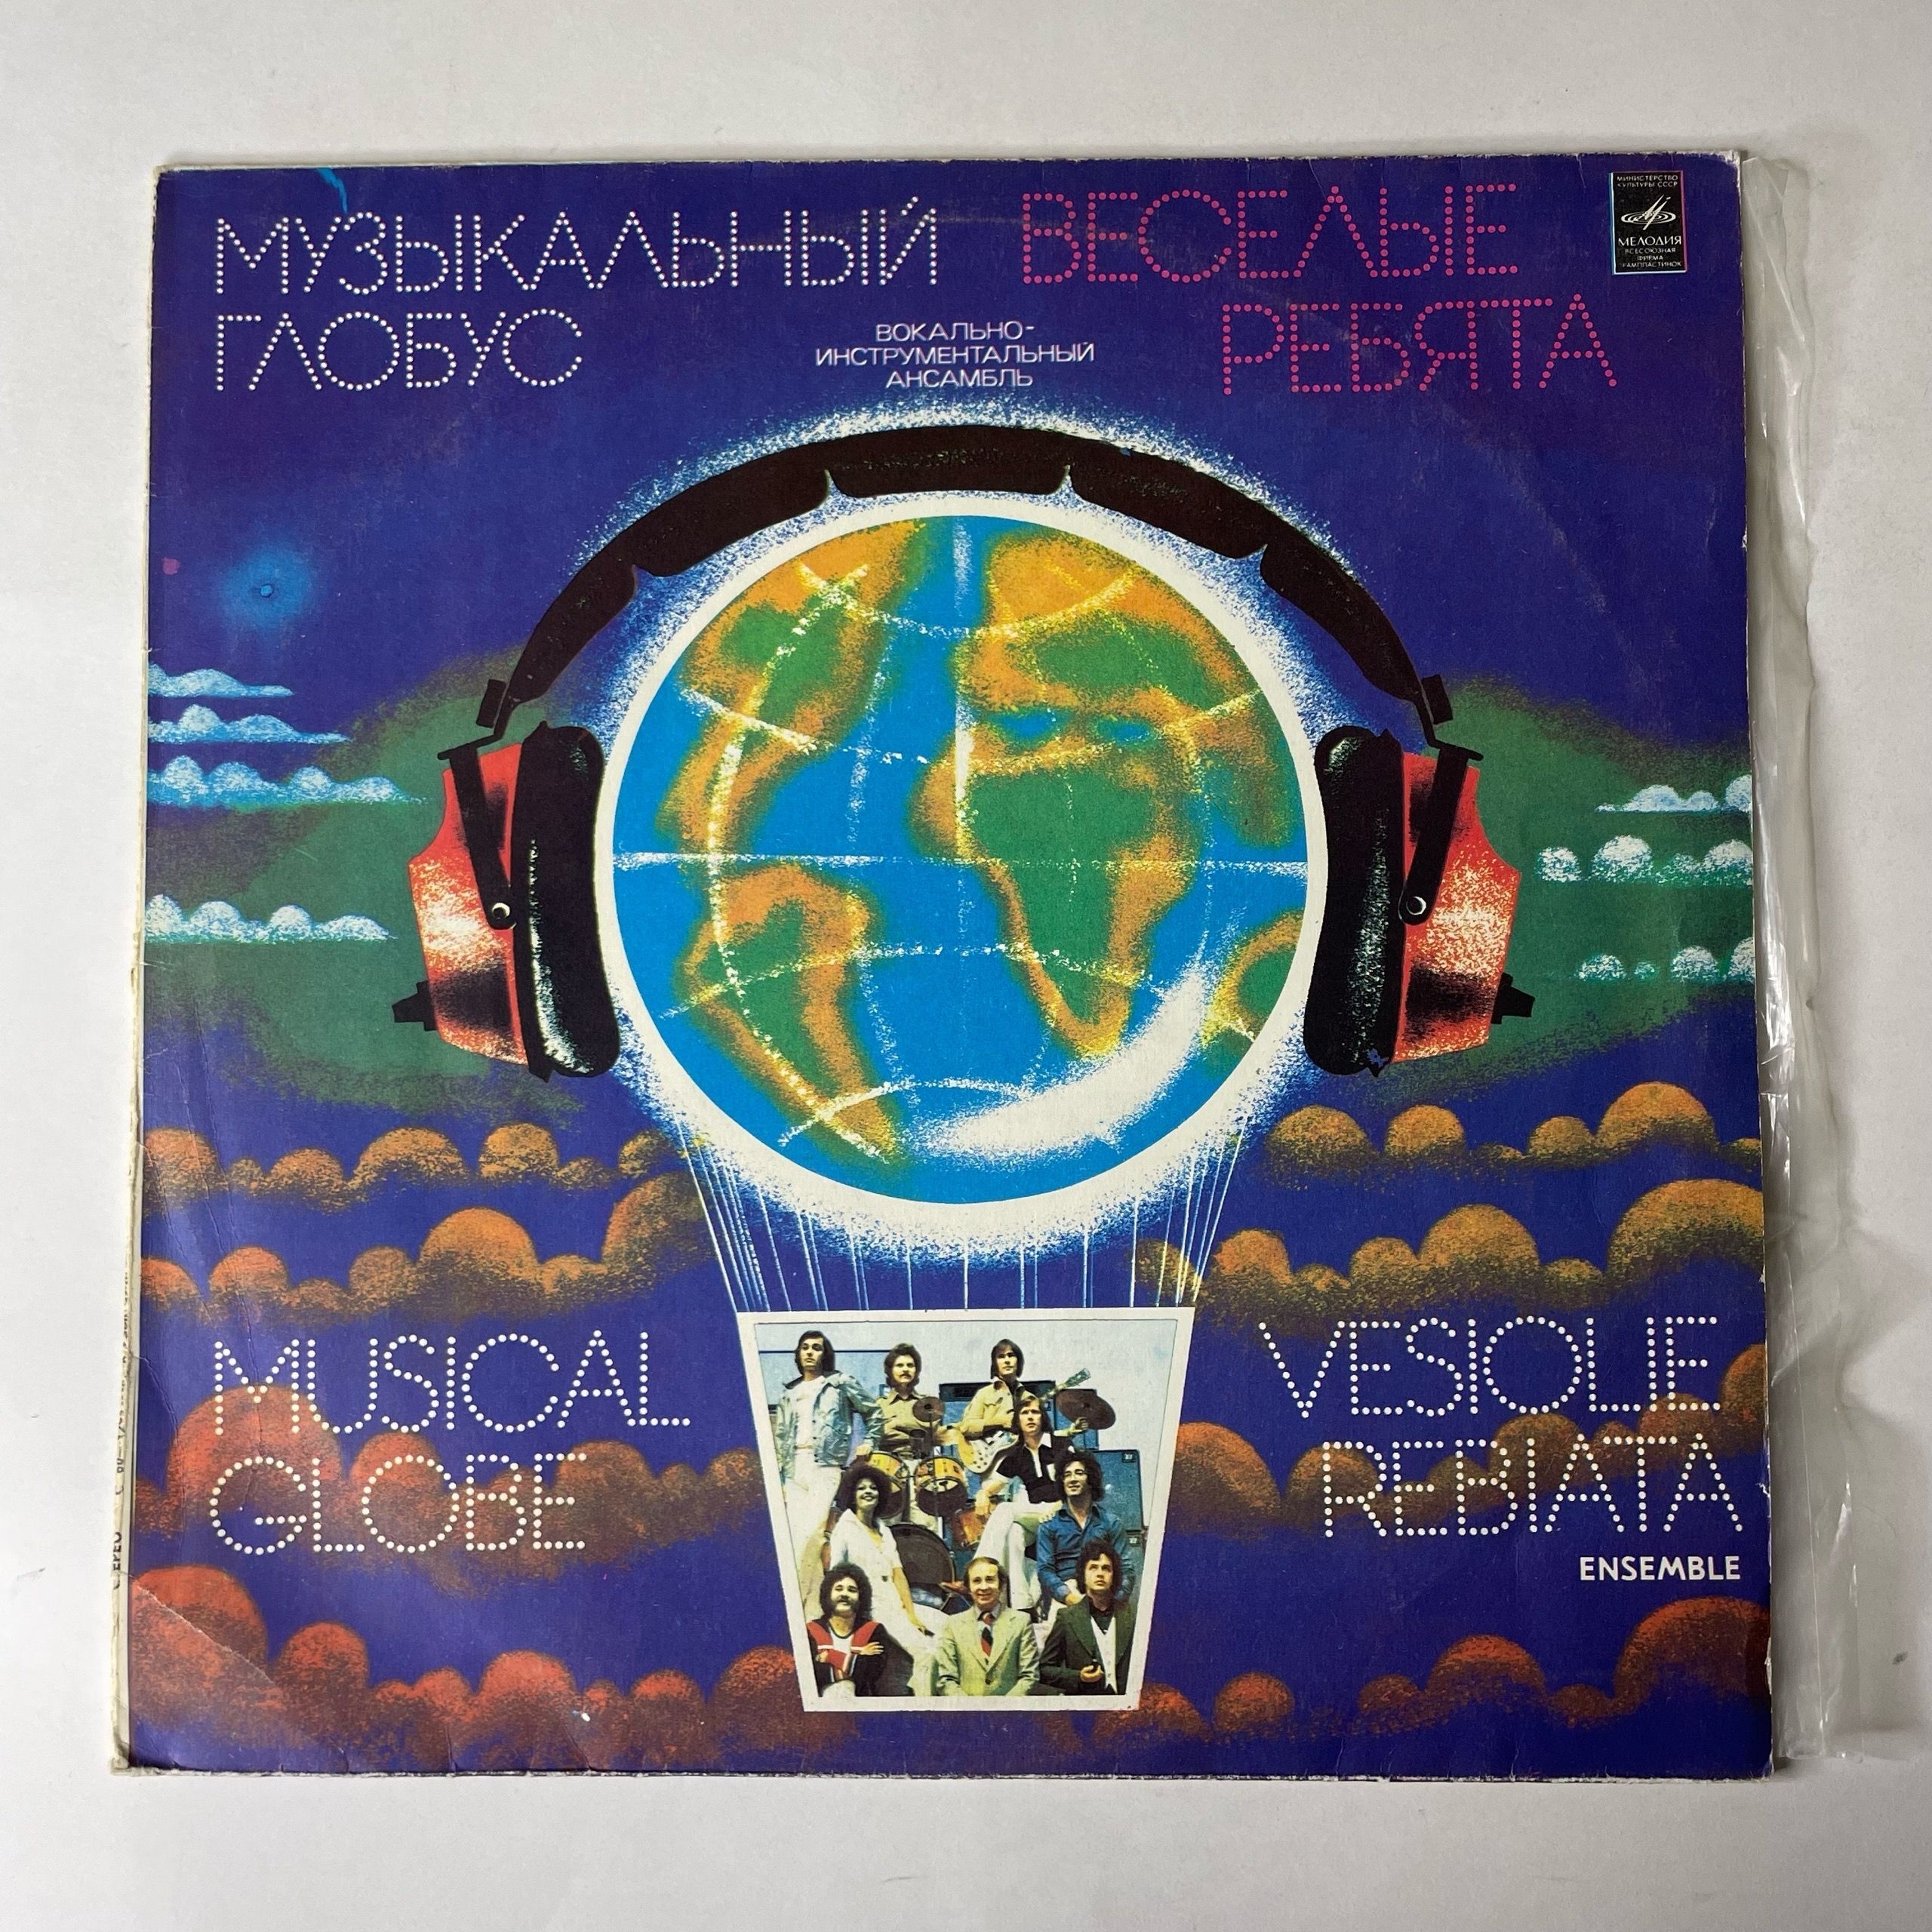 МУЗЫКАЛЬНЫЙ
ГЛОБУС
ВОКАЛЬНО-
ИНСТРУМЕНТАЛЬНЫЙ
АНСАМБЛЬ
ВЕСЕЛЫЕ
РЕБЯТА
МИНИСТЕРСТВО
КУЛЬТУРЫ СССР
МЕЛОДИЯ
ВСЕСОЮЗНАЯ
ФИРМА
ГРАМПЛАСТИНОК
MUSICAL
GLOBE
VESIOLIE
REBIATA
ENSEMBLE